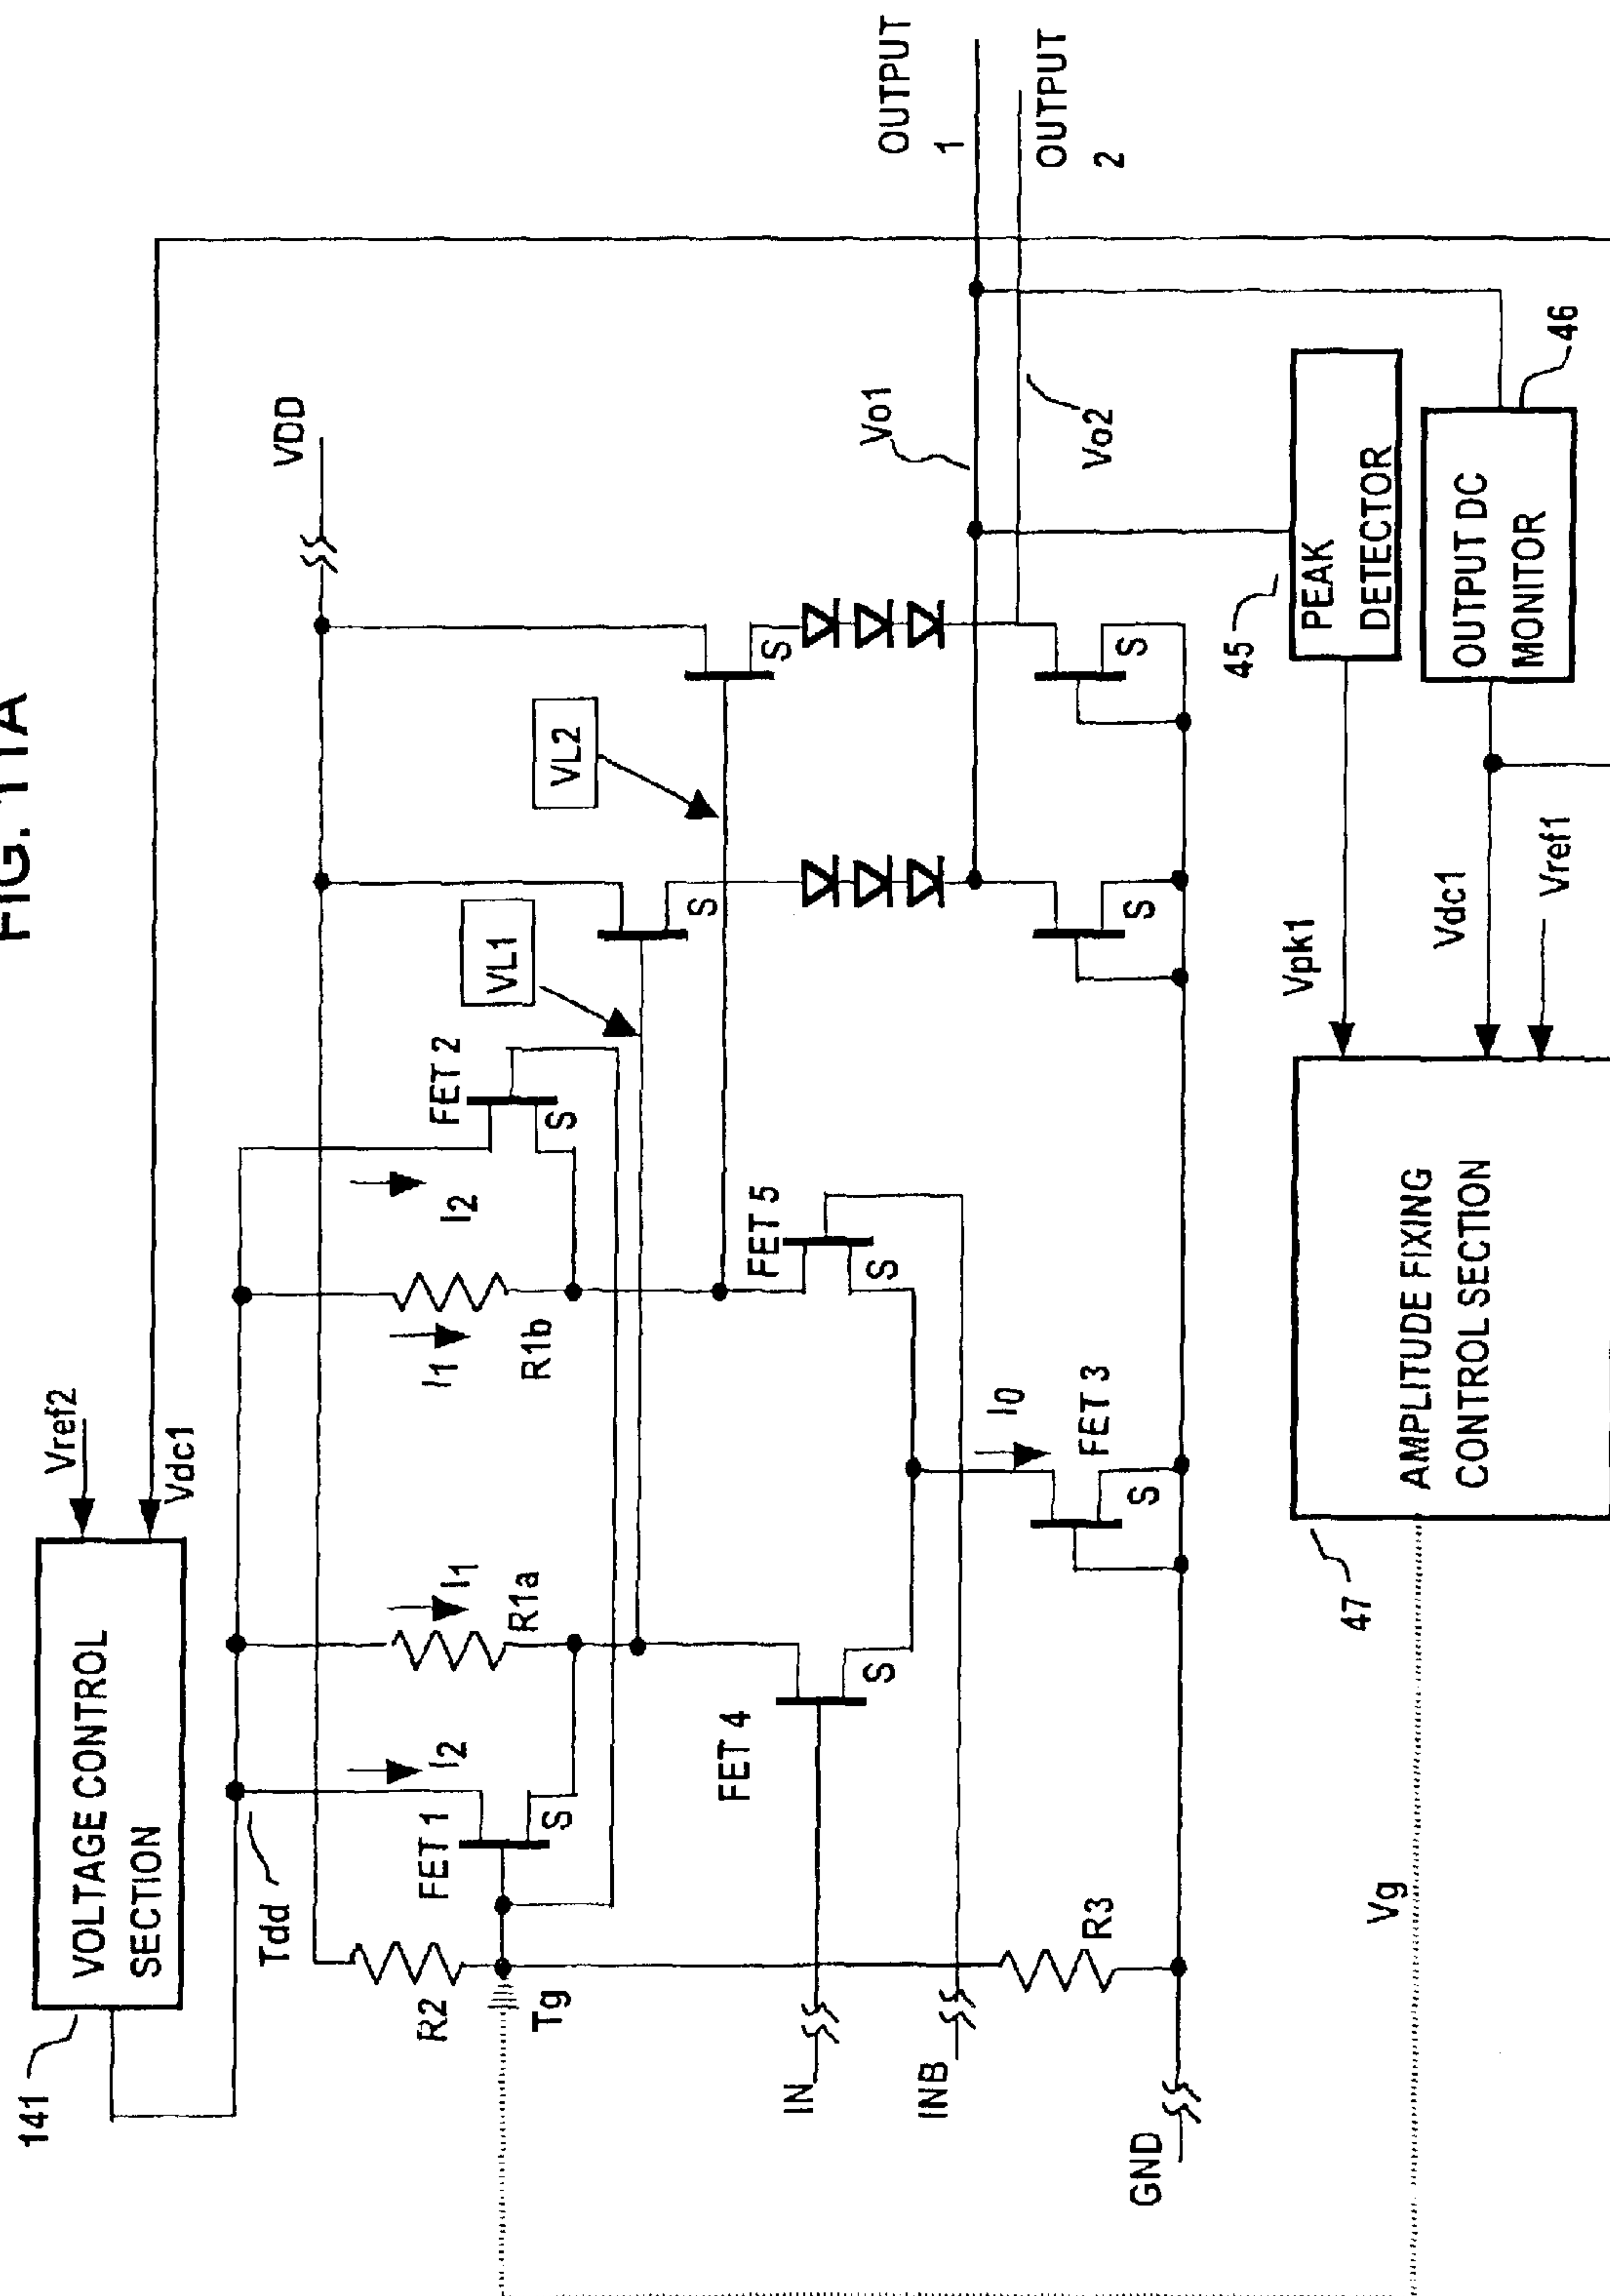 FIG. 11A
141
VOLTAGE CONTROL
SECTION
Vref2
Vdc1
Tdd
VDD
R2
FET 1
I2
R1a
I1
I1
R1b
I2
FET 2
S
S
Tg
VL1
VL2
S
S
IN
INB
FET 4
S
FET 5
S
Vo1
Vo2
OUTPUT
1
OUTPUT
2
R3
I0
FET 3
S
S
S
GND
Vg
47
AMPLITUDE FIXING
CONTROL SECTION
Vpk1
Vdc1
Vref1
45
PEAK
DETECTOR
OUTPUT DC
MONITOR
46